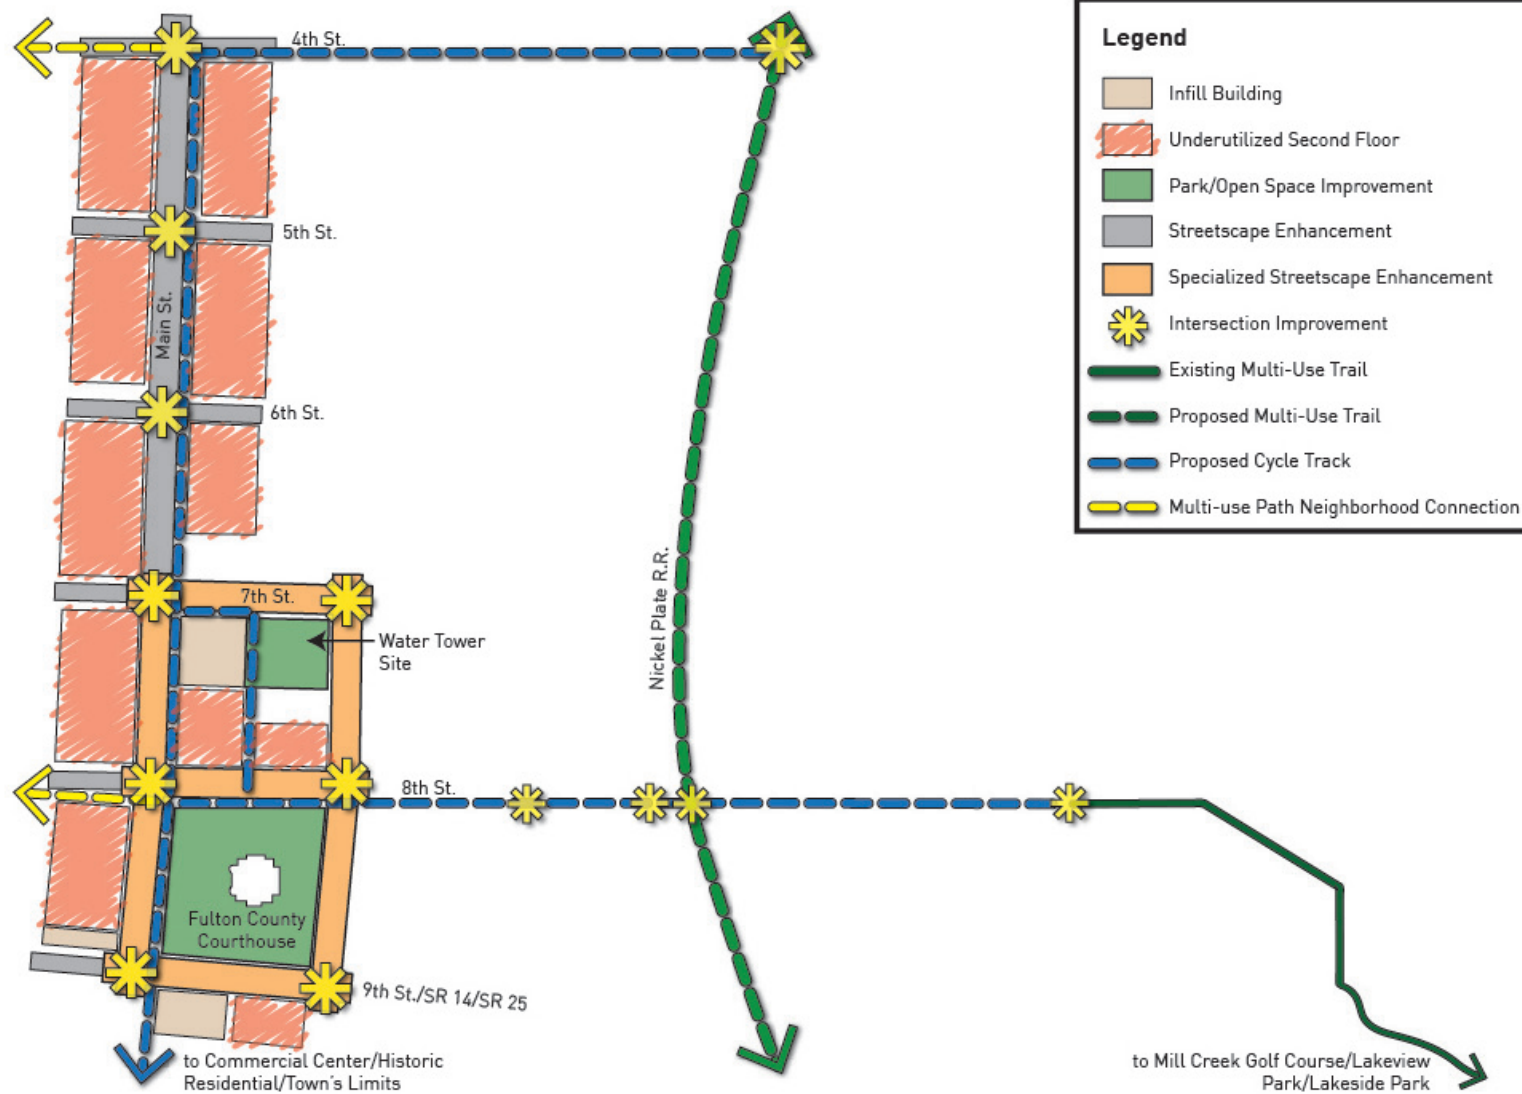 4th St.
5th St.
Main St.
6th St.
7th St.
Water Tower
Site
Nickel Plate R.R.
8th St.
Fulton County
Courthouse
9th St./SR 14/SR 25
to Commercial Center/Historic
Residential/Town's Limits
to Mill Creek Golf Course/Lakeview
Park/Lakeside Park
Legend
Infill Building
Underutilized Second Floor
Park/Open Space Improvement
Streetscape Enhancement
Specialized Streetscape Enhancement
Intersection Improvement
Existing Multi-Use Trail
Proposed Multi-Use Trail
Proposed Cycle Track
Multi-use Path Neighborhood Connection